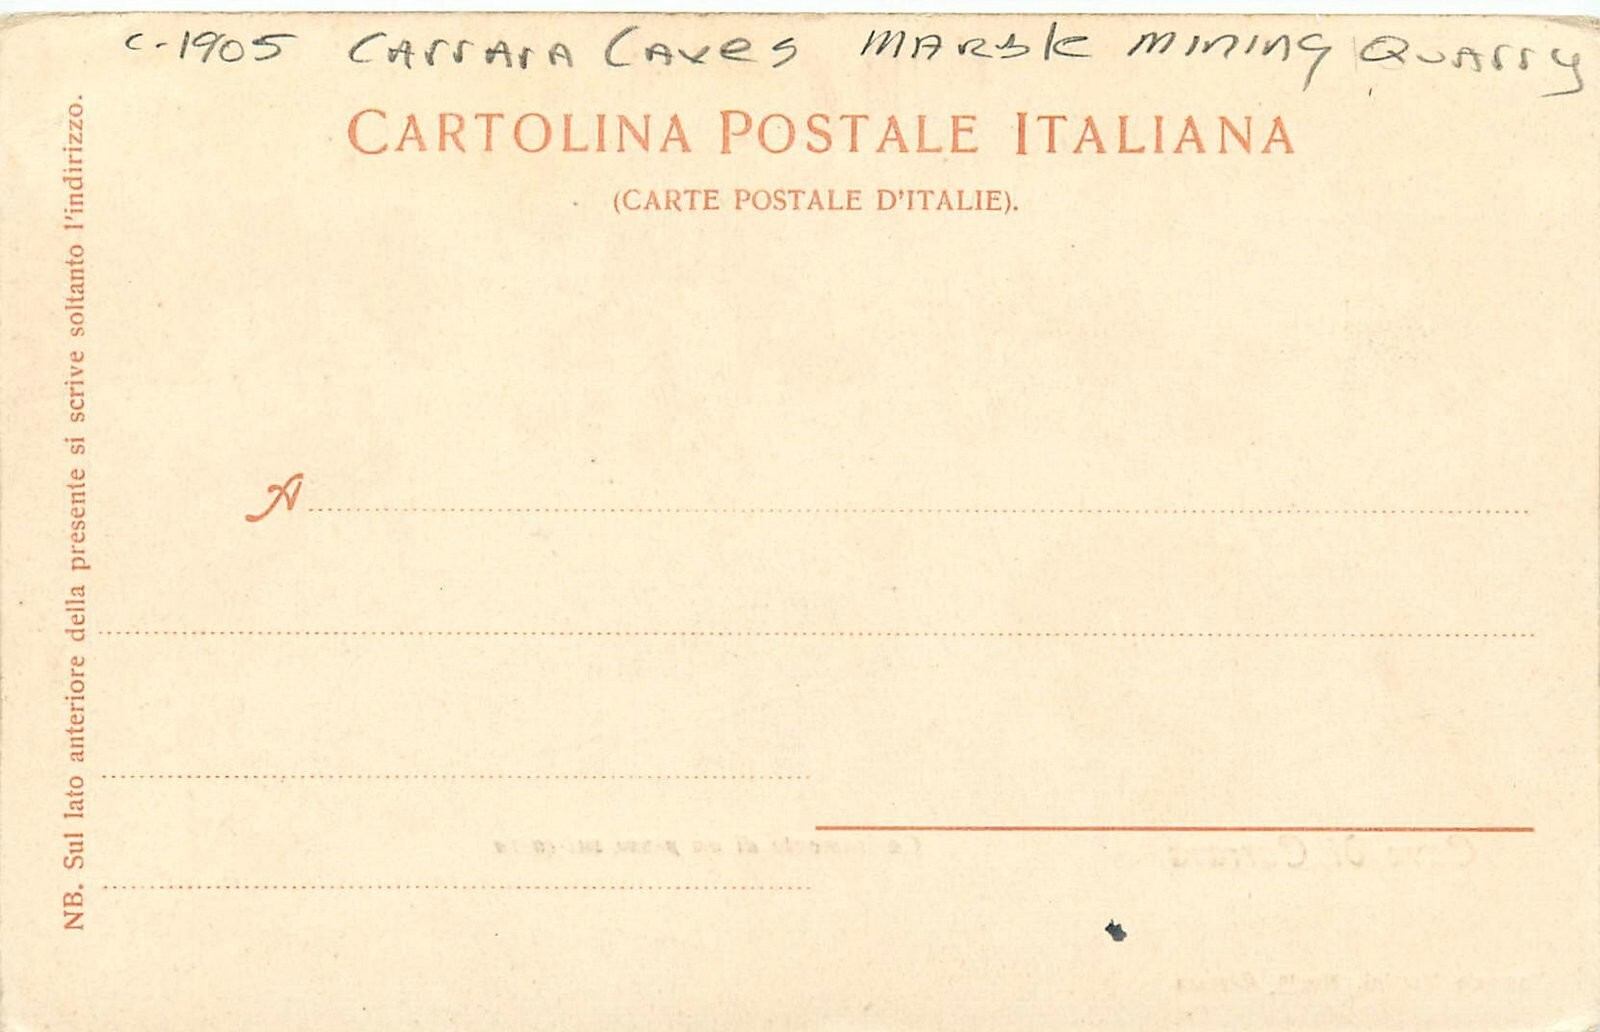 c-1905 Carrara Caves Marble mining Quarry
CARTOLINA POSTALE ITALIANA
(CARTE POSTALE D'ITALIE).
NB. Sul lato anteriore della presente si scrive soltanto l'indirizzo.
A